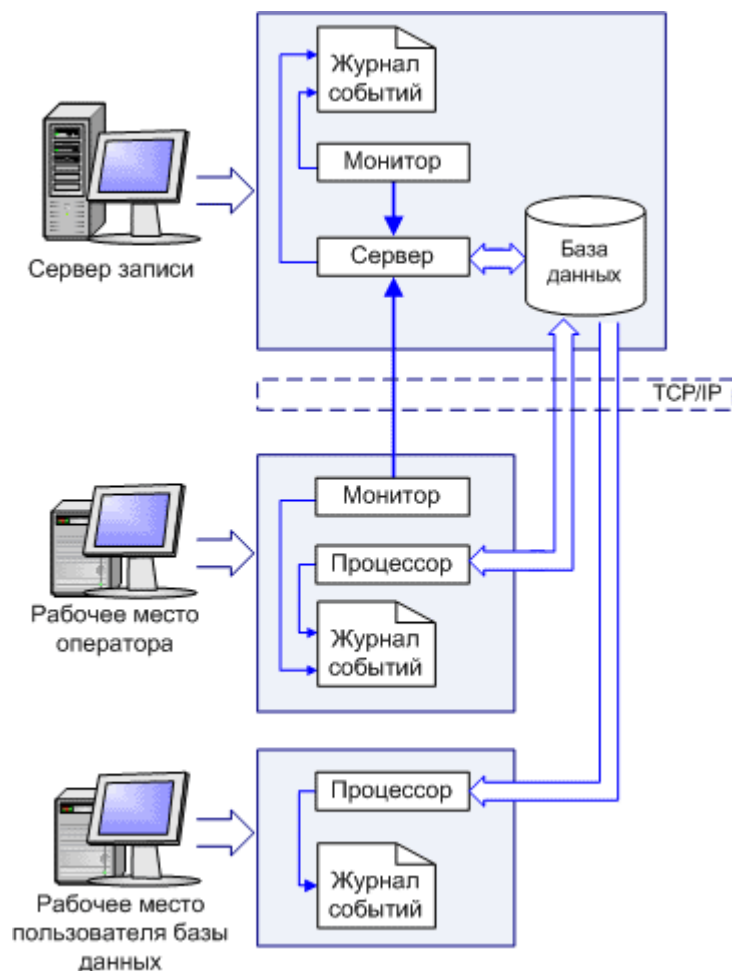 Журнал
событий
Монитор
Сервер
База
данных
Сервер записи
TCP/IP
Монитор
Процессор
Журнал
событий
Рабочее место
оператора
Процессор
Журнал
событий
Рабочее место
пользователя базы
данных